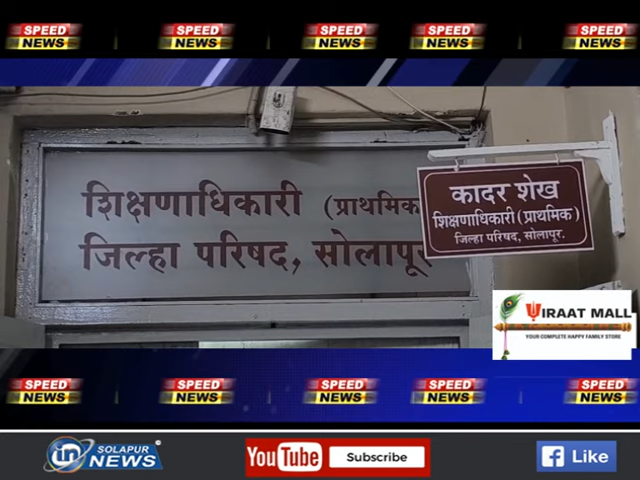 SPEED NEWS SPEED NEWS SPEED NEWS SPEED NEWS SPEED NEWS
शिक्षणाधिकारी (प्राथमिक
जिल्हा परिषद, सोलापूर
कादर शेख
शिक्षणाधिकारी (प्राथमिक)
जिल्हा परिषद, सोलापूर.
VIRAAT MALL
YOUR COMPLETE HAPPY FAMILY STORE
SPEED NEWS SPEED NEWS SPEED NEWS SPEED NEWS SPEED NEWS
in SOLAPUR NEWS
YouTube Subscribe
f Like